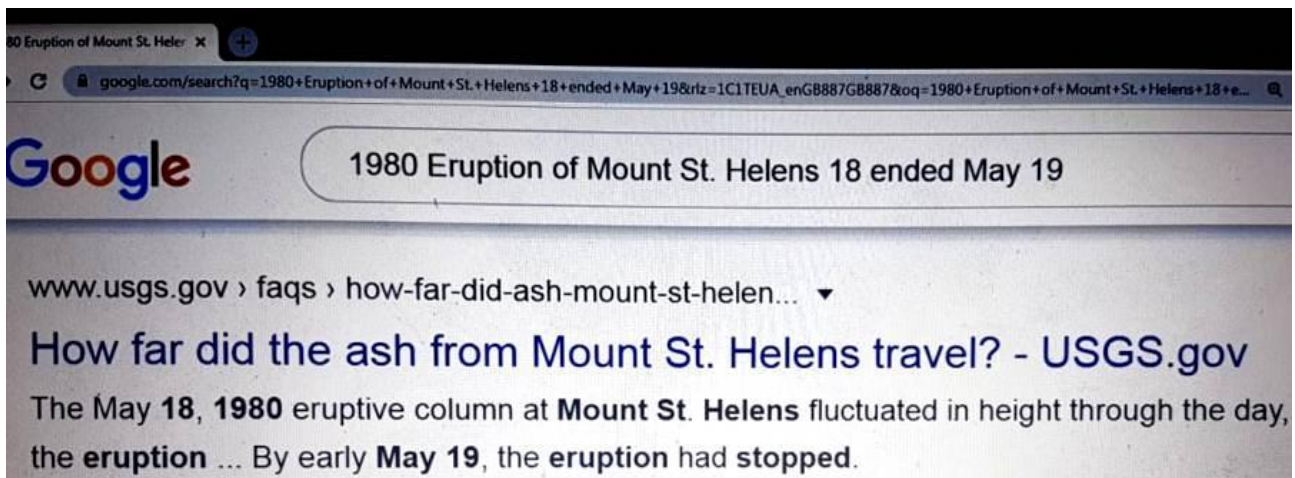 80 Eruption of Mount St. Heler ×
google.com/search?q=1980+Eruption+of+Mount+St.+Helens+18+ended+May+19&rlz=1C1TEUA_enGB887GB887&oq=1980+Eruption+of+Mount+St.+Helens+18+e...
Google
1980 Eruption of Mount St. Helens 18 ended May 19
www.usgs.gov › faqs › how-far-did-ash-mount-st-helen...
How far did the ash from Mount St. Helens travel? - USGS.gov
The May 18, 1980 eruptive column at Mount St. Helens fluctuated in height through the day,
the eruption ... By early May 19, the eruption had stopped.